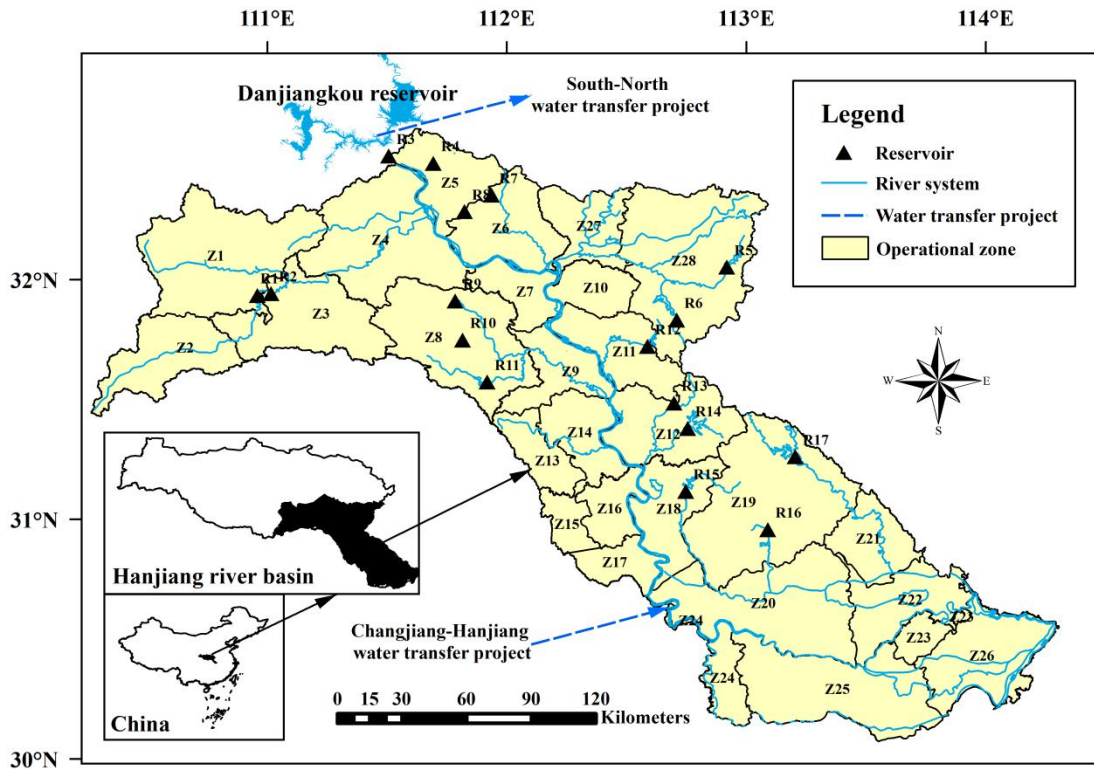 111°E
112°E
113°E
114°E
South-North
water transfer project
Danjiangkou reservoir
Legend
Reservoir
River system
Water transfer project
Operational zone
R3
R4
Z5
R7
R8
Z6
Z27
Z4
Z1
Z28
R5
32°N
R1
R2
Z7
Z10
R9
Z3
R6
R10
Z8
R12
Z11
Z2
R11
Z9
N
W
E
S
R13
R14
Z14
Z12
Z13
R17
R15
Z16
Z18
Z19
R16
Z15
31°N
Z17
Z21
Hanjiang river basin
Z20
Z22
Z24
Z23
Z23
Changjiang-Hanjiang
water transfer project
Z26
Z24
Z25
0 15 30 60 90 120
Kilometers
China
30°N